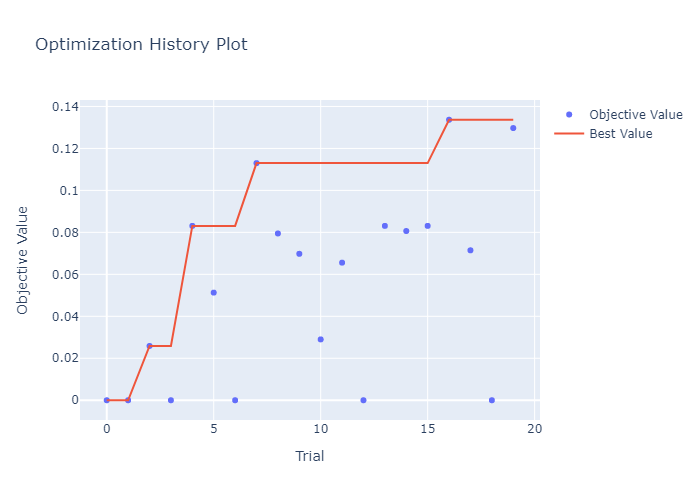 Optimization History Plot
Objective Value
0.14
0.12
0.1
0.08
0.06
0.04
0.02
0
0 5 10 15 20
Trial
Objective Value
Best Value